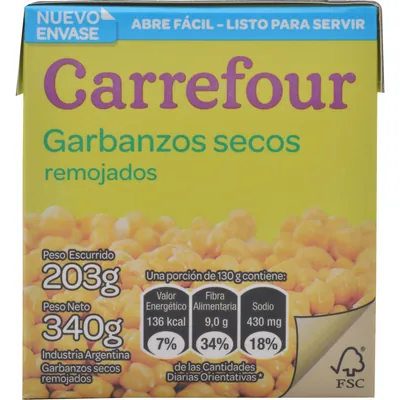 NUEVO
ENVASE
ABRE FÁCIL - LISTO PARA SERVIR
Carrefour
Garbanzos secos
remojados
Peso Escurrido
203g
Peso Neto
340g
Industria Argentina
Garbanzos secos
remojados
Una porción de 130 g contiene:
Valor
Energético
136 kcal
7%
Fibra
Alimentaria
9,0 g
34%
Sodio
430 mg
18%
de las Cantidades
Diarias Orientativas.*
FSC